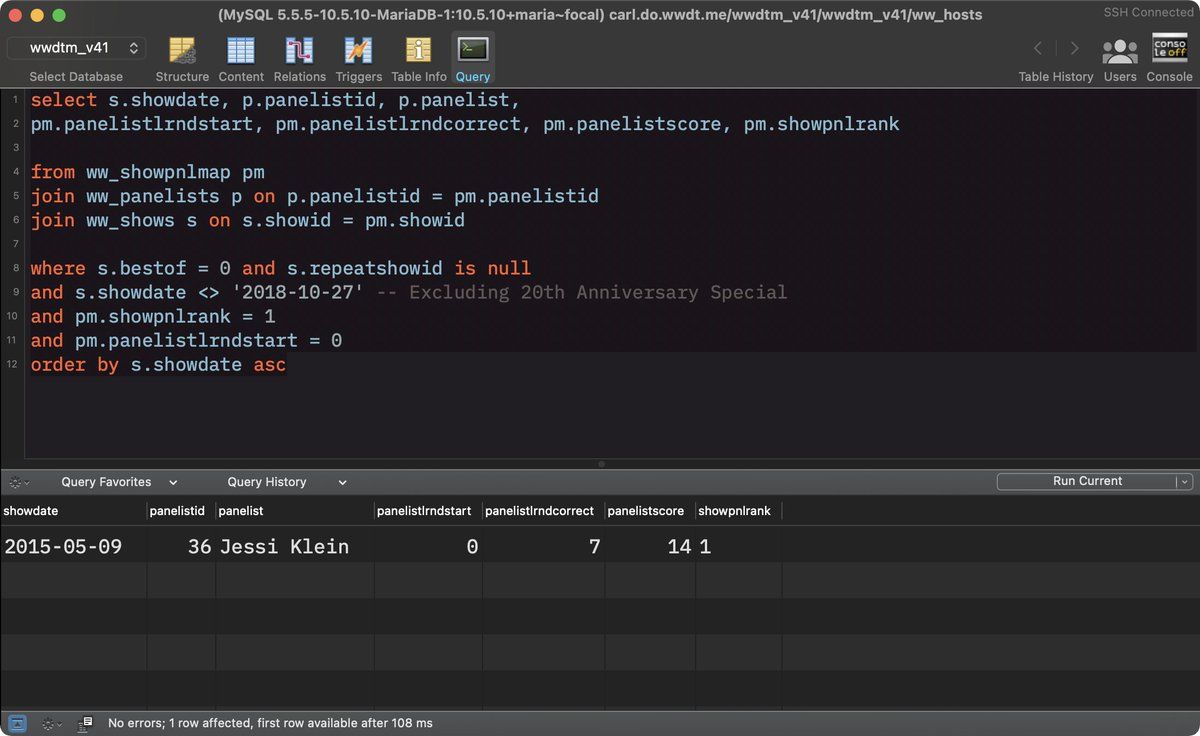 (MySQL 5.5.5-10.5.10-MariaDB-1:10.5.10+maria~focal) carl.do.wwdt.me/wwdtm_v41/wwdtm_v41/ww_hosts
SSH Connected
wwdtm_v41
conso
le off
Select Database
Structure
Content
Relations
Triggers
Table Info
Query
Table History
Users
Console
1 select s.showdate, p.panelistid, p.panelist,
2 pm.panelistlrndstart, pm.panelistlrndcorrect, pm.panelistscore, pm.showpnlrank
3
4 from ww_showpnlmap pm
5 join ww_panelists p on p.panelistid = pm.panelistid
6 join ww_shows s on s.showid = pm.showid
7
8 where s.bestof = 0 and s.repeatshowid is null
9 and s.showdate <> '2018-10-27' -- Excluding 20th Anniversary Special
10 and pm.showpnlrank = 1
11 and pm.panelistlrndstart = 0
12 order by s.showdate asc
Query Favorites
Query History
Run Current
showdate panelistid panelist panelistlrndstart panelistlrndcorrect panelistscore showpnlrank
2015-05-09 36 Jessi Klein 0 7 14 1
No errors; 1 row affected, first row available after 108 ms